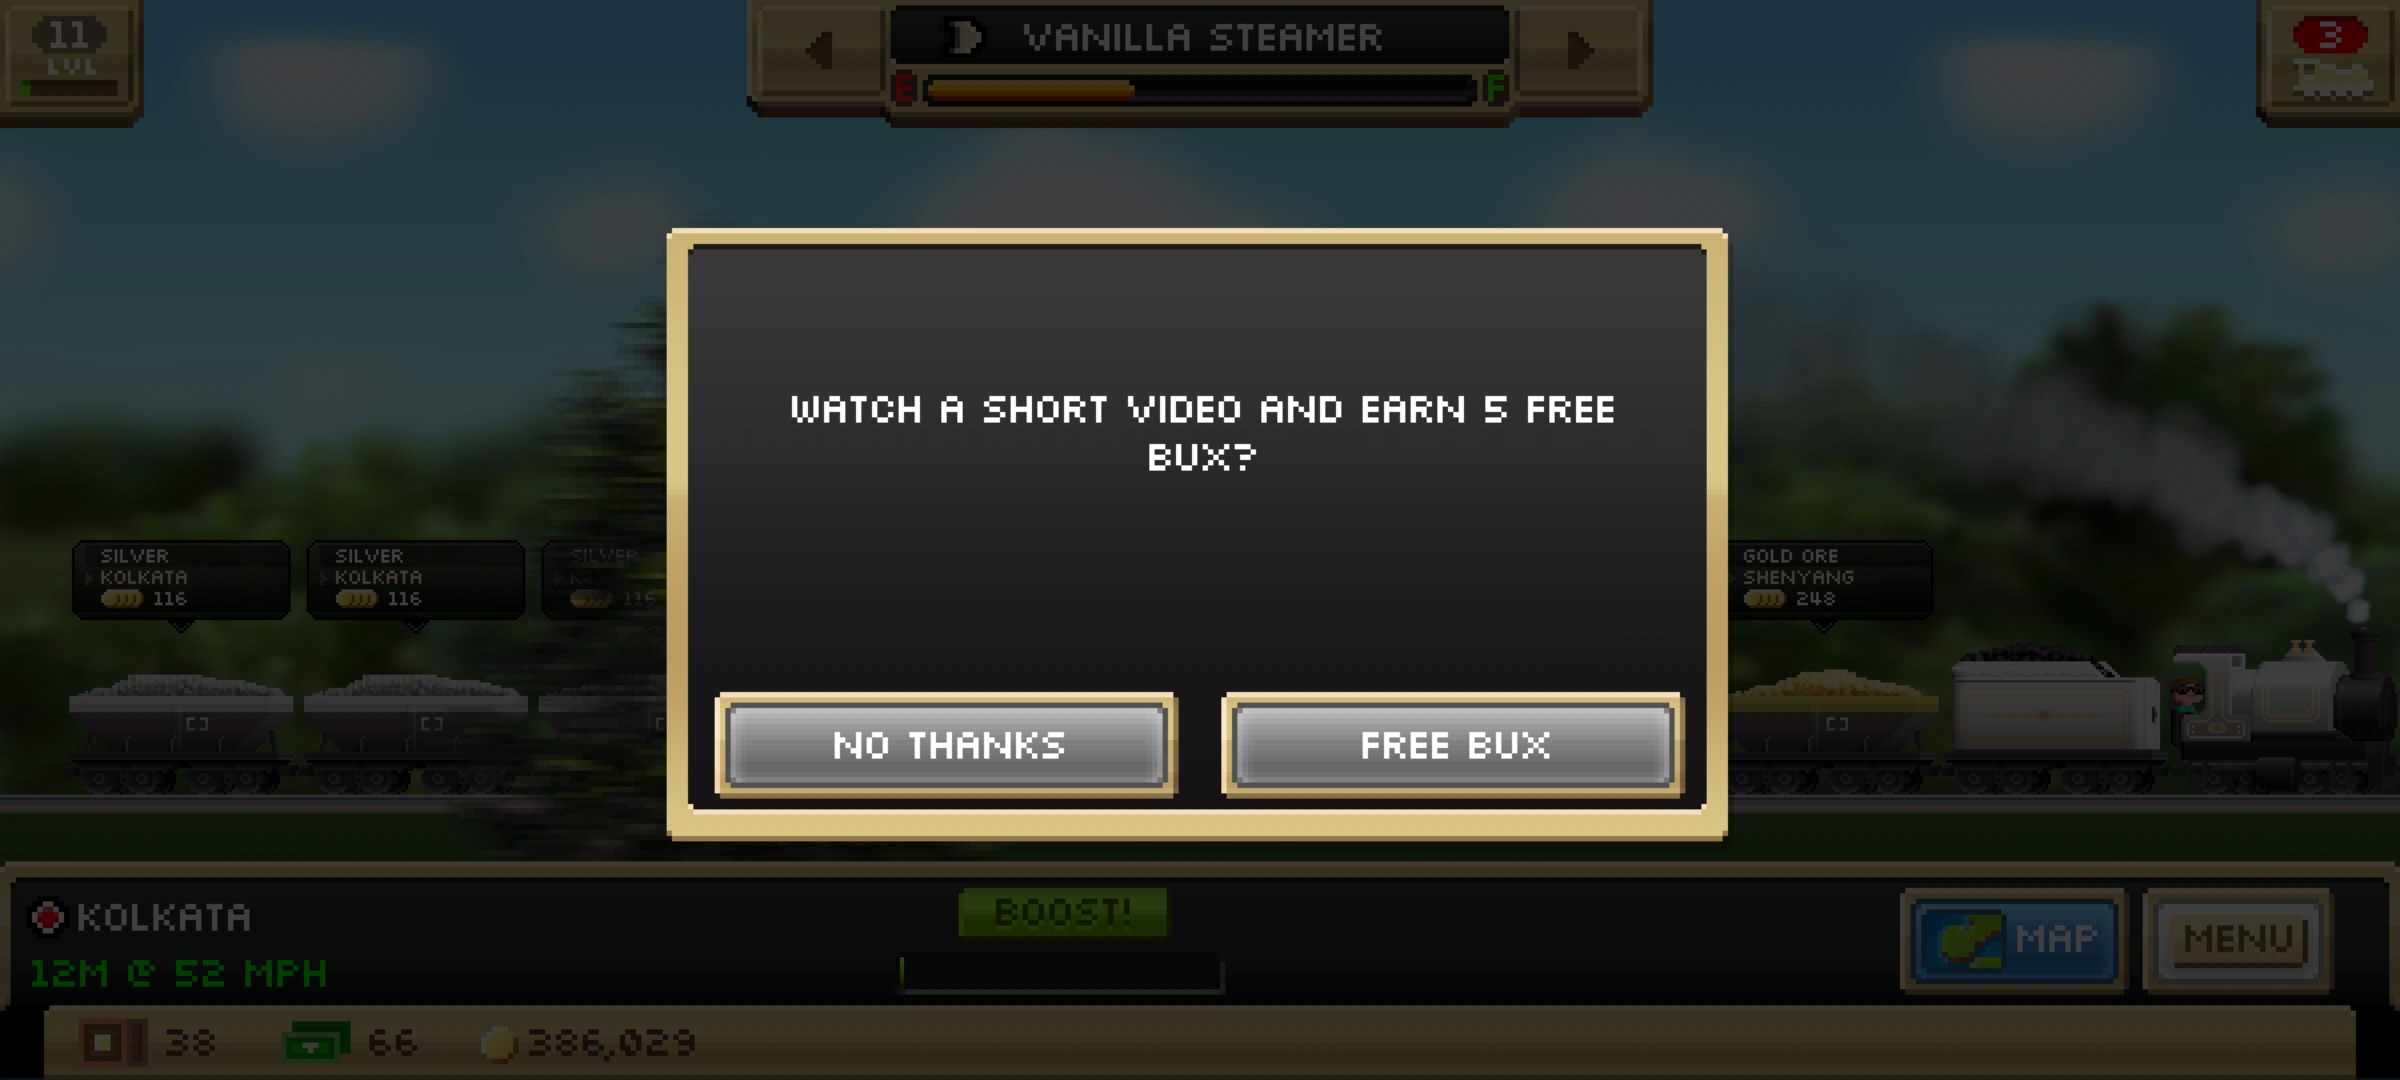 11
LVL
VANILLA STEAMER
E
F
3
WATCH A SHORT VIDEO AND EARN 5 FREE
BUX?
SILVER
KOLKATA
116
SILVER
KOLKATA
116
SILVER
116
GOLD ORE
SHENYANG
248
NO THANKS
FREE BUX
KOLKATA
12M @ 52 MPH
BOOST!
MAP
MENU
38
66
386,029